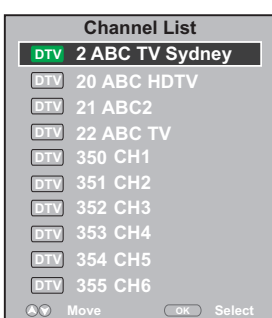 Channel List
DTV 2 ABC TV Sydney
DTV 20 ABC HDTV
DTV 21 ABC2
DTV 22 ABC TV
DTV 350 CH1
DTV 351 CH2
DTV 352 CH3
DTV 353 CH4
DTV 354 CH5
DTV 355 CH6
Move OK Select